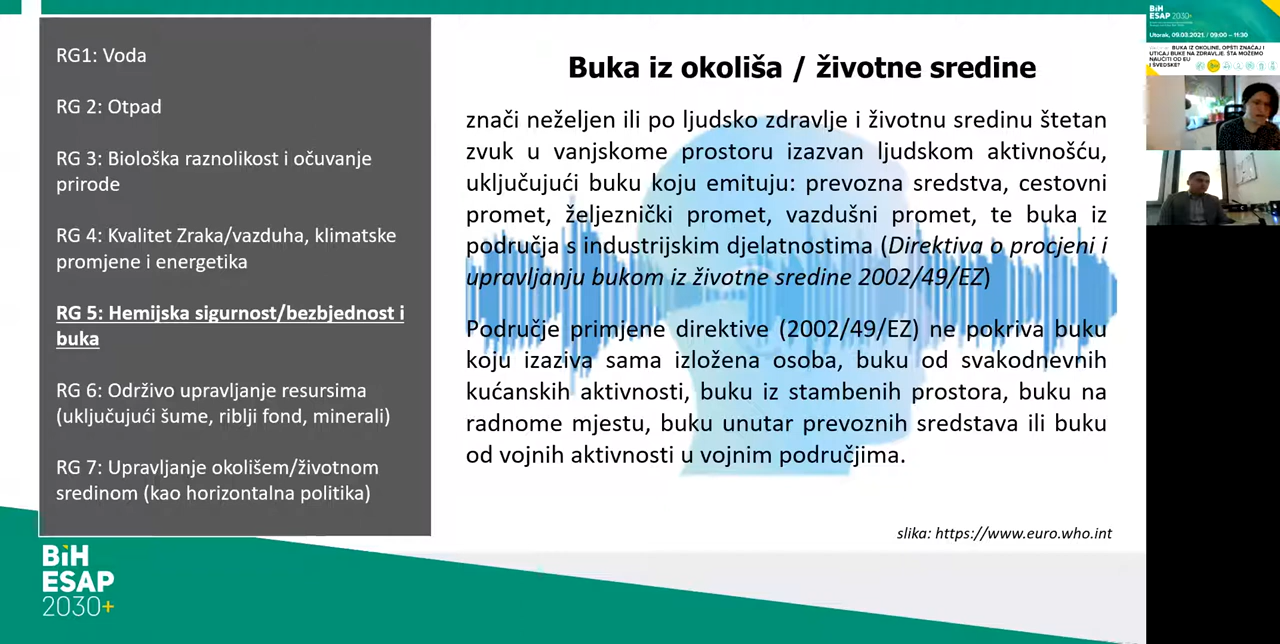 RG1: Voda
RG 2: Otpad
RG 3: Biološka raznolikost i očuvanje
prirode
RG 4: Kvalitet Zraka/vazduha, klimatske
promjene i energetika
RG 5: Hemijska sigurnost/bezbjednost i
buka
RG 6: Održivo upravljanje resursima
(uključujući šume, riblji fond, minerali)
RG 7: Upravljanje okolišem/životnom
sredinom (kao horizontalna politika)
BiH
ESAP
2030+
Buka iz okoliša / životne sredine
znači neželjen ili po ljudsko zdravlje i životnu sredinu štetan
zvuk u vanjskome prostoru izazvan ljudskom aktivnošću,
uključujući buku koju emituju: prevozna sredstva, cestovni
promet, željeznički promet, vazdušni promet, te buka iz
područja s industrijskim djelatnostima (Direktiva o procjeni i
upravljanju bukom iz životne sredine 2002/49/EZ)
Područje primjene direktive (2002/49/EZ) ne pokriva buku
koju izaziva sama izložena osoba, buku od svakodnevnih
kućanskih aktivnosti, buku iz stambenih prostora, buku na
radnome mjestu, buku unutar prevoznih sredstava ili buku
od vojnih aktivnosti u vojnim područjima.
slika: https://www.euro.who.int
BiH
ESAP 2030+
Utorak, 09.03.2021. / 09:00 – 11:30
BUKA IZ OKOLINE, OPŠTI ZNAČAJ I
UTICAJ BUKE NA ZDRAVLJE. ŠTA MOŽEMO
NAUČITI OD EU
I ŠVEDSKE?